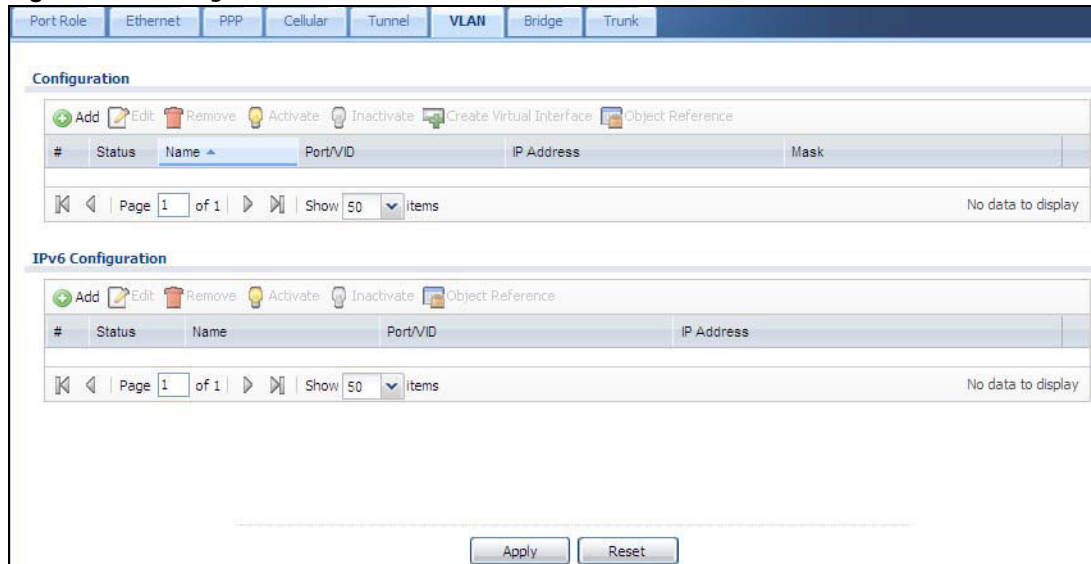 Port Role Ethernet PPP Cellular Tunnel VLAN Bridge Trunk
Configuration
Add Edit Remove Activate Inactivate Create Virtual Interface Object Reference
# Status Name Port/VID IP Address Mask
Page 1 of 1 Show 50 items No data to display
IPv6 Configuration
Add Edit Remove Activate Inactivate Object Reference
# Status Name Port/VID IP Address
Page 1 of 1 Show 50 items No data to display
Apply Reset